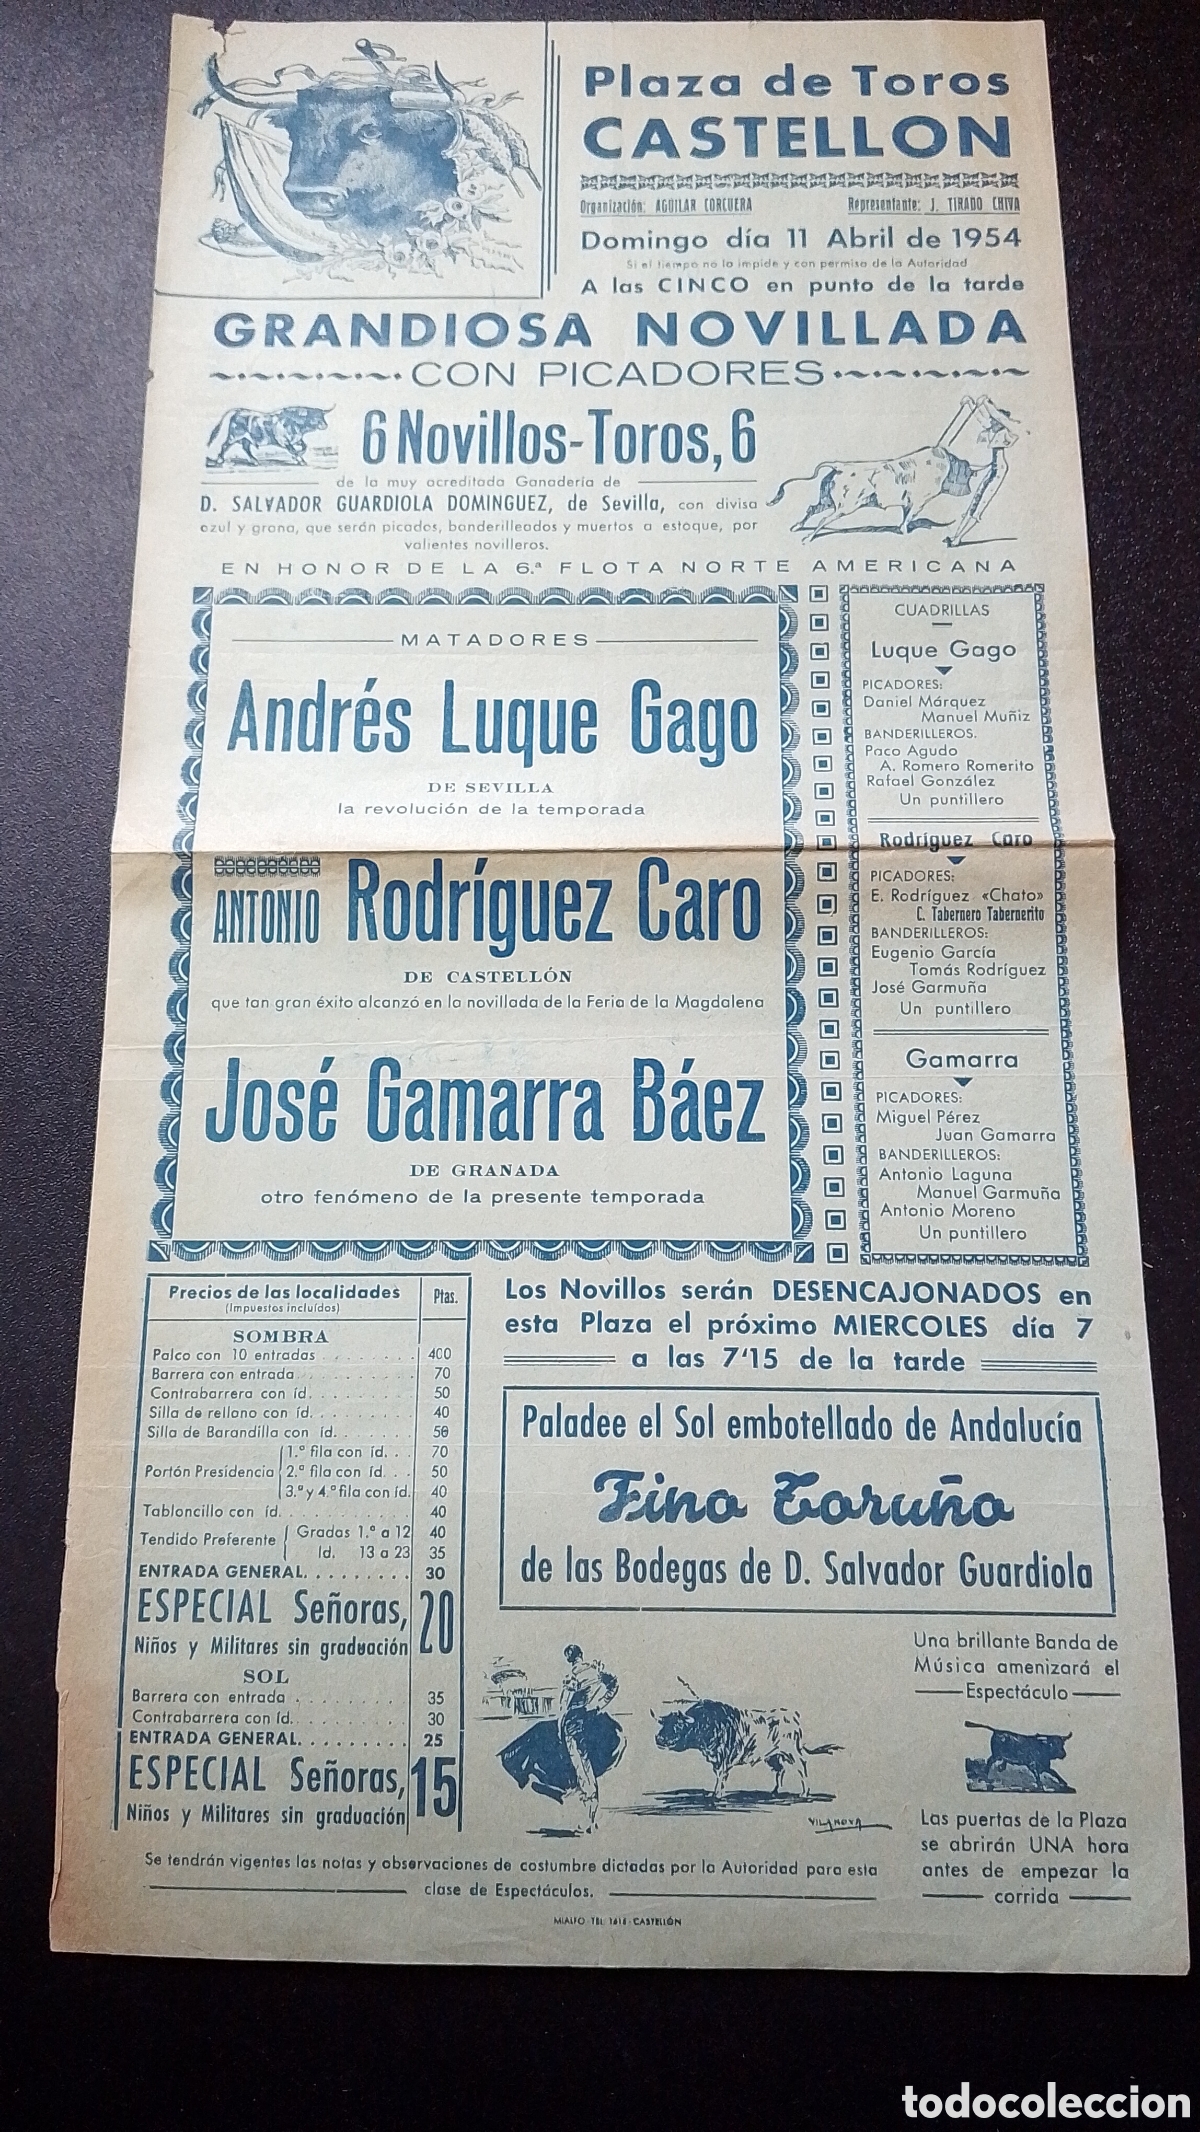 Plaza de Toros
CASTELLON
Organización: AGUILAR CORCUERA Representante: J. TIRADO CHIVA
Domingo día 11 Abril de 1954
Si el tiempo no lo impide y con permiso de la Autoridad
A las CINCO en punto de la tarde
GRANDIOSA NOVILLADA
CON PICADORES
6 Novillos-Toros, 6
de la muy acreditada Ganadería de
D. SALVADOR GUARDIOLA DOMINGUEZ, de Sevilla, con divisa
azul y grana, que serán picados, banderilleados y muertos a estoque, por
valientes novilleros.
EN HONOR DE LA 6.ª FLOTA NORTE AMERICANA
MATADORES
Andrés Luque Gago
DE SEVILLA
la revolución de la temporada
ANTONIO Rodríguez Caro
DE CASTELLÓN
que tan gran éxito alcanzó en la novillada de la Feria de la Magdalena
José Gamarra Báez
DE GRANADA
otro fenómeno de la presente temporada
CUADRILLAS
Luque Gago
PICADORES:
Daniel Márquez
Manuel Muñiz
BANDERILLEROS.
Paco Agudo
A. Romero Romerito
Rafael González
Un puntillero
Rodríguez Caro
PICADORES:
E. Rodríguez «Chato»
C. Tabernero Tabernerito
BANDERILLEROS:
Eugenio García
Tomás Rodríguez
José Garmuña
Un puntillero
Gamarra
PICADORES:
Miguel Pérez
Juan Gamarra
BANDERILLEROS:
Antonio Laguna
Manuel Garmuña
Antonio Moreno
Un puntillero
Precios de las localidades Ptas.
(Impuestos incluídos)
SOMBRA
Palco con 10 entradas . . . . . . . 400
Barrera con entrada . . . . . . . . 70
Contrabarrera con íd. . . . . . . . 50
Silla de rellano con íd. . . . . . . . 40
Silla de Barandilla con íd. . . . . . 50
1.ª fila con íd. . . 70
Portón Presidencia 2.ª fila con íd. . . 50
3.ª y 4.ª fila con íd. 40
Tabloncillo con íd. . . . . . . . . 40
Tendido Preferente Gradas 1.ª a 12 40
Id. 13 a 23 35
ENTRADA GENERAL. . . . . . . . 30
ESPECIAL Señoras, 20
Niños y Militares sin graduación
SOL
Barrera con entrada . . . . . . . . 35
Contrabarrera con íd. . . . . . . . 30
ENTRADA GENERAL. . . . . . . . 25
ESPECIAL Señoras, 15
Niños y Militares sin graduación
Los Novillos serán DESENCAJONADOS en
esta Plaza el próximo MIERCOLES día 7
a las 7'15 de la tarde
Paladee el Sol embotellado de Andalucía
Fino Toruño
de las Bodegas de D. Salvador Guardiola
Una brillante Banda de
Música amenizará el
Espectáculo
VILANOVA
Las puertas de la Plaza
se abrirán UNA hora
antes de empezar la
corrida
Se tendrán vigentes las notas y observaciones de costumbre dictadas por la Autoridad para esta
clase de Espectáculos.
MIALFO TEL. 1618 - CASTELLÓN
todocoleccion